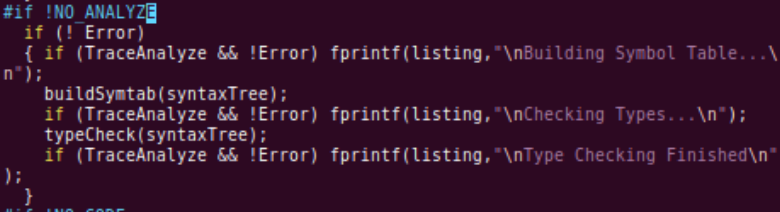 #if !NO_ANALYZE
  if (! Error)
  { if (TraceAnalyze && !Error) fprintf(listing,"\nBuilding Symbol Table...\
n");
    buildSymtab(syntaxTree);
    if (TraceAnalyze && !Error) fprintf(listing,"\nChecking Types...\n");
    typeCheck(syntaxTree);
    if (TraceAnalyze && !Error) fprintf(listing,"\nType Checking Finished\n"
);
  }
#if !NO_CODE